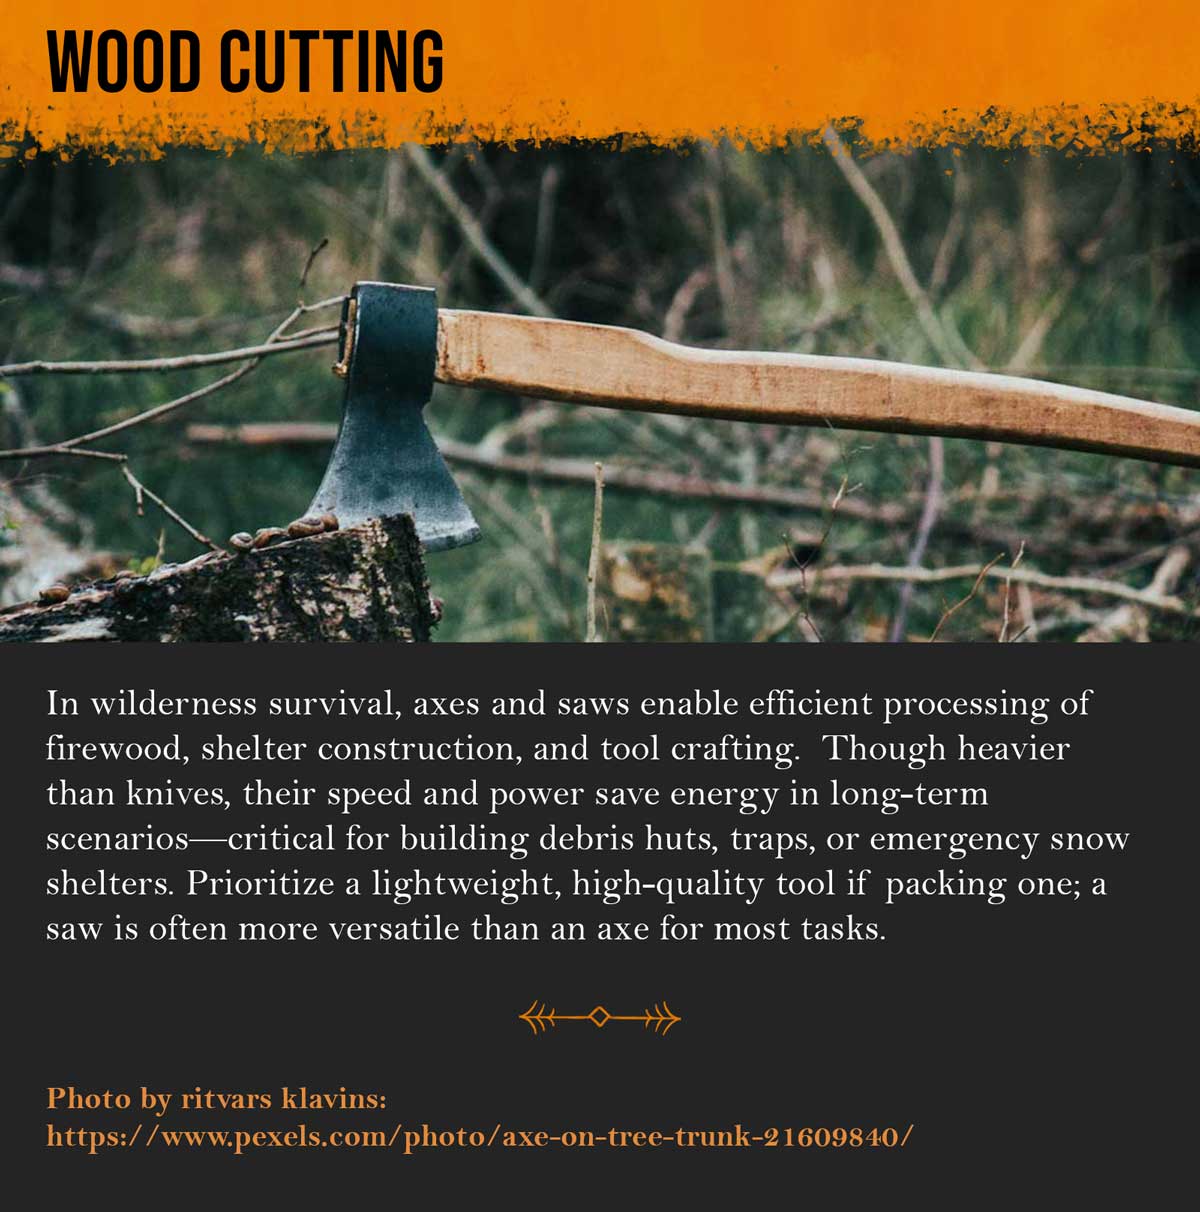 WOOD CUTTING
In wilderness survival, axes and saws enable efficient processing of
firewood, shelter construction, and tool crafting.  Though heavier
than knives, their speed and power save energy in long-term
scenarios—critical for building debris huts, traps, or emergency snow
shelters. Prioritize a lightweight, high-quality tool if packing one; a
saw is often more versatile than an axe for most tasks.
Photo by ritvars klavins:
https://www.pexels.com/photo/axe-on-tree-trunk-21609840/